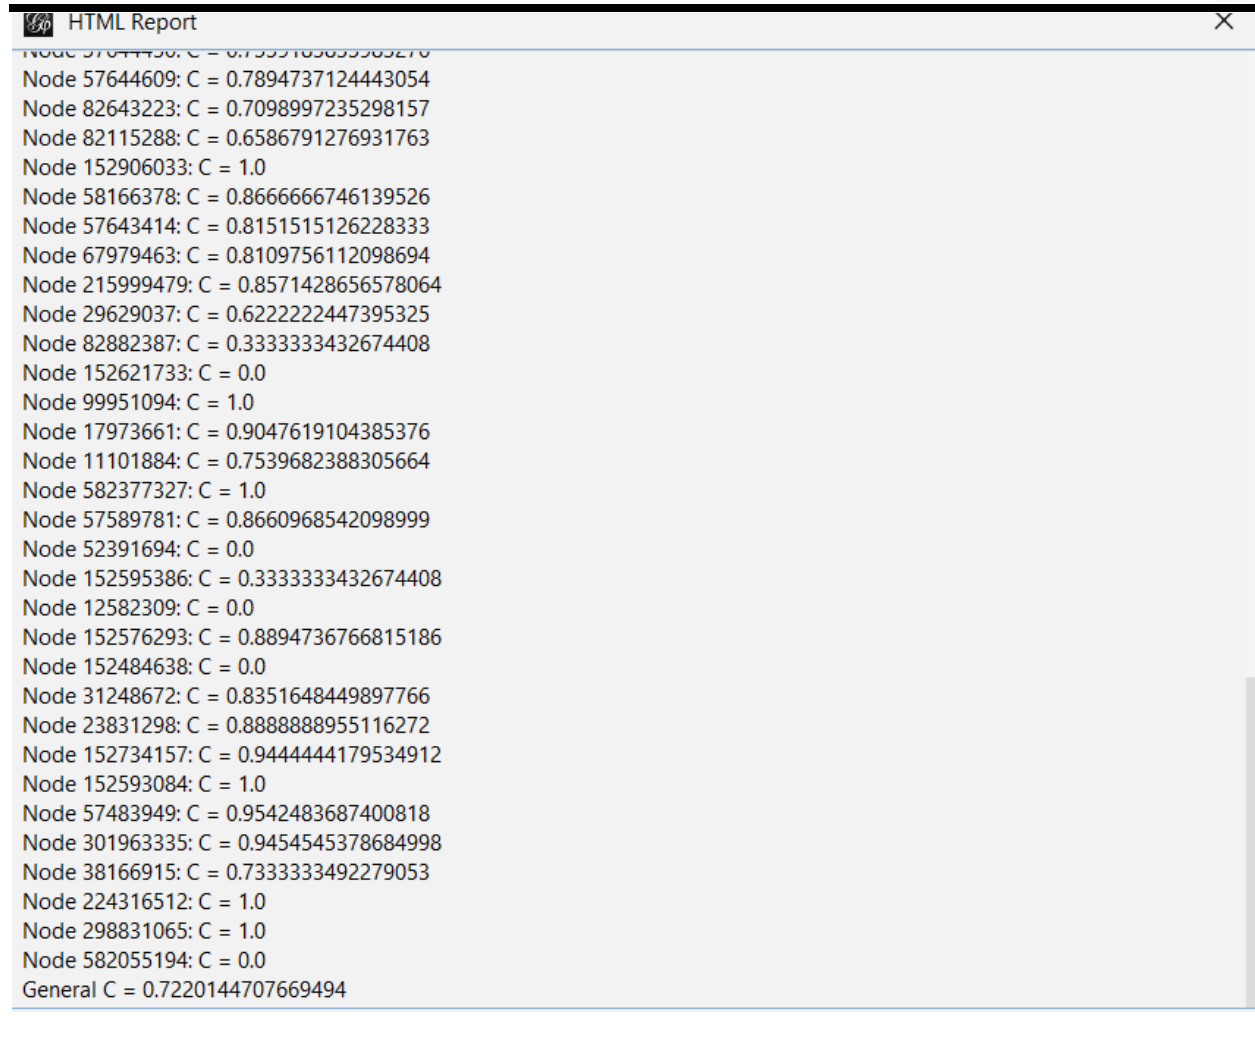 HTML Report
Node 57644609: C = 0.7894737124443054
Node 82643223: C = 0.7098997235298157
Node 82115288: C = 0.6586791276931763
Node 152906033: C = 1.0
Node 58166378: C = 0.8666666746139526
Node 57643414: C = 0.8151515126228333
Node 67979463: C = 0.8109756112098694
Node 215999479: C = 0.8571428656578064
Node 29629037: C = 0.6222222447395325
Node 82882387: C = 0.3333333432674408
Node 152621733: C = 0.0
Node 99951094: C = 1.0
Node 17973661: C = 0.9047619104385376
Node 11101884: C = 0.7539682388305664
Node 582377327: C = 1.0
Node 57589781: C = 0.8660968542098999
Node 52391694: C = 0.0
Node 152595386: C = 0.3333333432674408
Node 12582309: C = 0.0
Node 152576293: C = 0.8894736766815186
Node 152484638: C = 0.0
Node 31248672: C = 0.8351648449897766
Node 23831298: C = 0.8888888955116272
Node 152734157: C = 0.9444444179534912
Node 152593084: C = 1.0
Node 57483949: C = 0.9542483687400818
Node 301963335: C = 0.9454545378684998
Node 38166915: C = 0.7333333492279053
Node 224316512: C = 1.0
Node 298831065: C = 1.0
Node 582055194: C = 0.0
General C = 0.7220144707669494